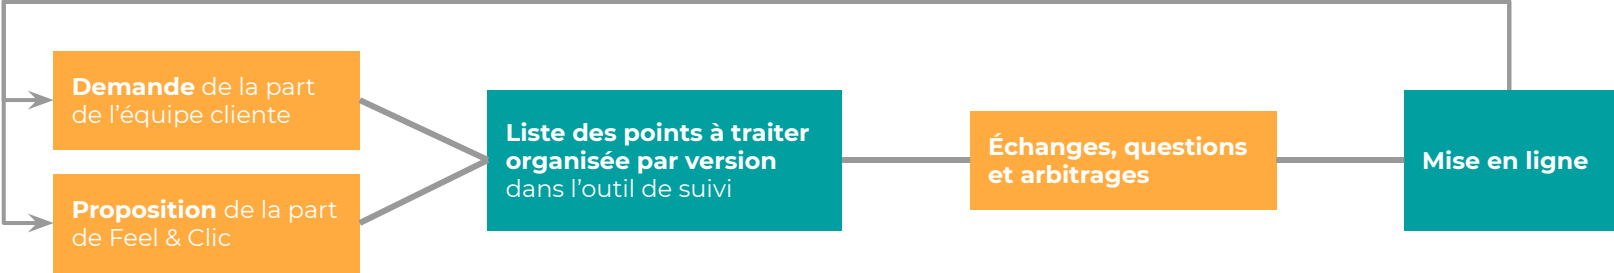 Demande de la part
de l'équipe cliente
Proposition de la part
de Feel & Clic
Liste des points à traiter
organisée par version
dans l'outil de suivi
Échanges, questions
et arbitrages
Mise en ligne